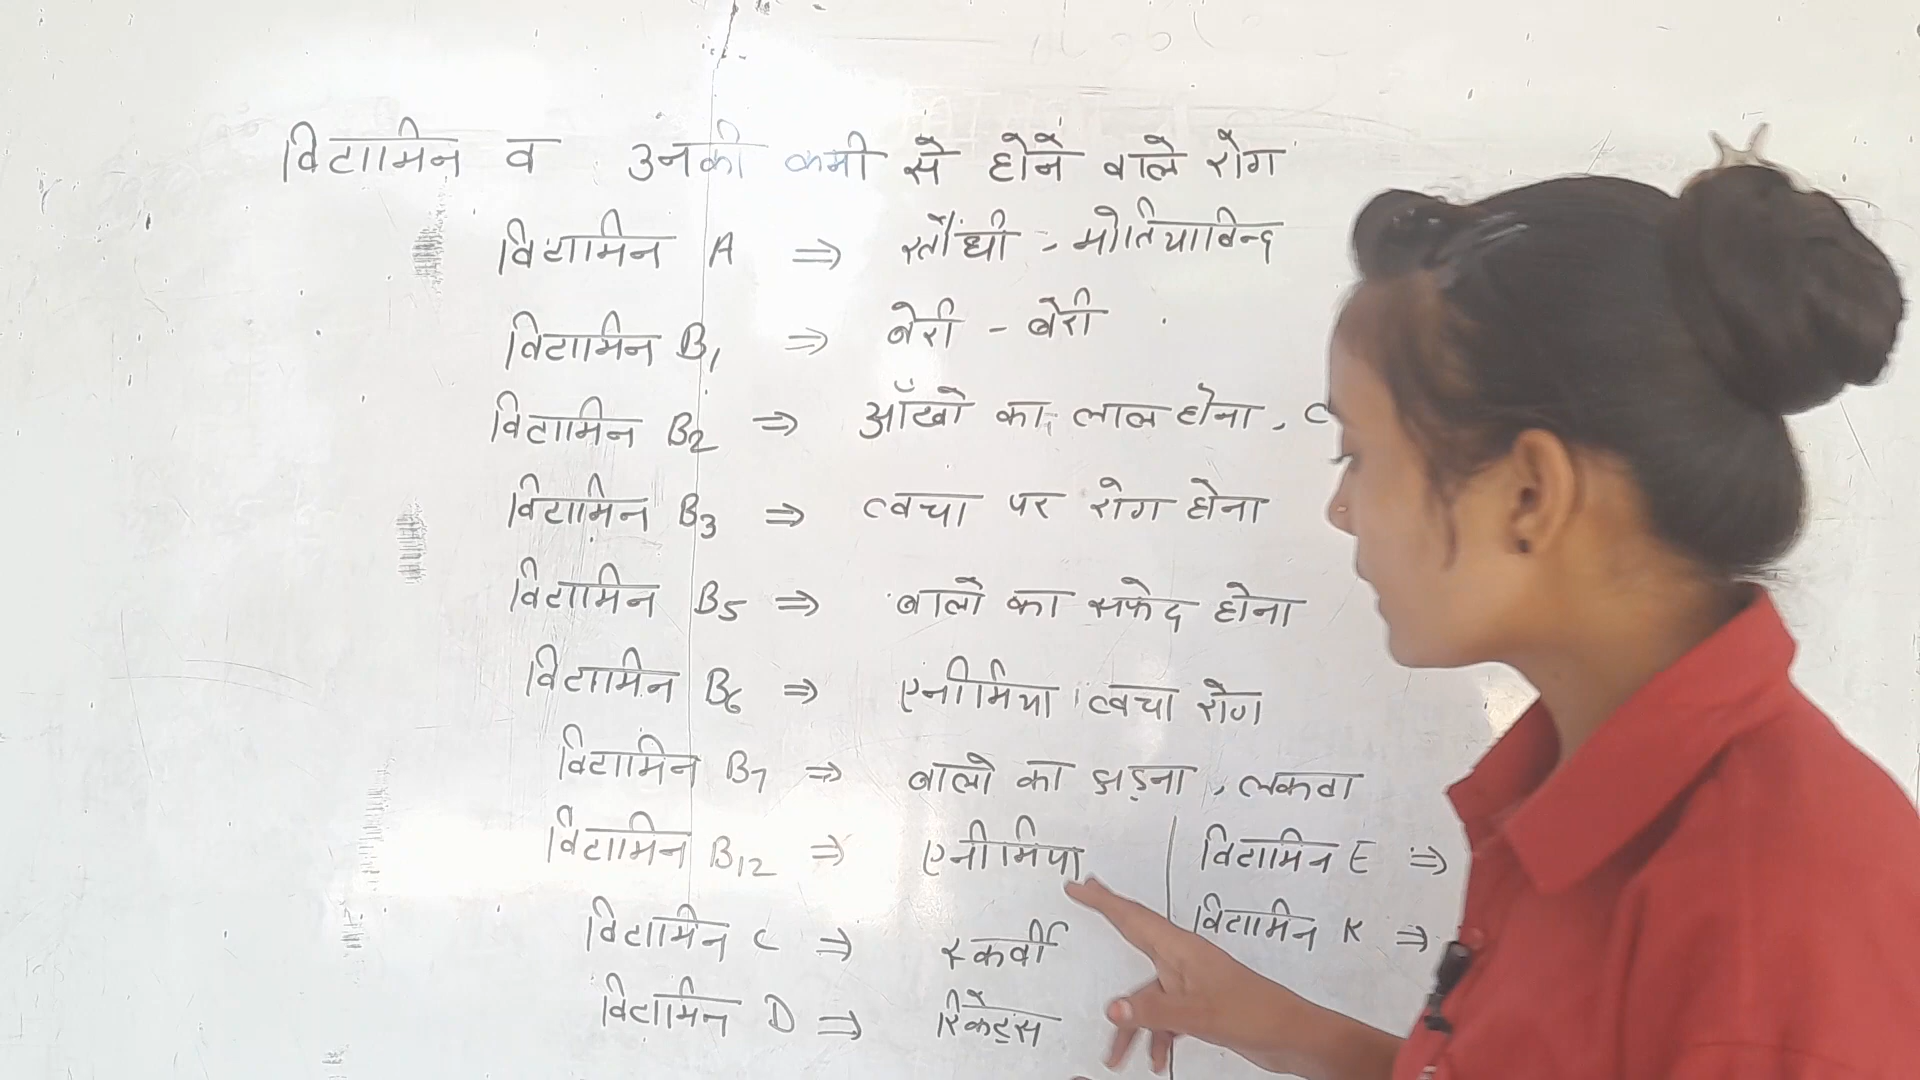 विटामिन व उनकी कमी से होने वाले रोग
विटामिन A ⇒ रतौंधी - मोतियाविन्द
विटामिन B1 ⇒ बेरी - बेरी
विटामिन B2 ⇒ आँखो का लाल होना,
विटामिन B3 ⇒ त्वचा पर रोग होना
विटामिन B5 ⇒ बालो का सफेद होना
विटामिन B6 ⇒ एनीमिया, त्वचा रोग
विटामिन B7 ⇒ बालो का झड़ना, लकवा
विटामिन B12 ⇒ एनीमिया
विटामिन C ⇒ स्कर्वी
विटामिन D ⇒ रिकेट्स
विटामिन E ⇒
विटामिन K ⇒